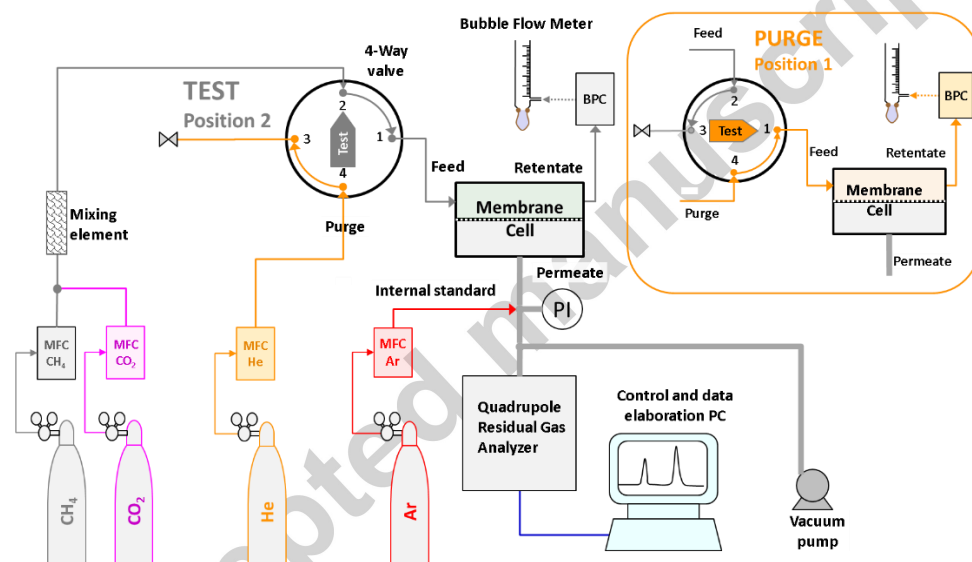 Bubble Flow Meter
4-Way
valve
TEST
Position 2
2
1
3
4
Test
BPC
Feed
Retentate
Membrane
Cell
Purge
Mixing
element
Permeate
Internal standard
PI
MFC
CH₄
MFC
CO₂
MFC
He
MFC
Ar
Quadrupole
Residual Gas
Analyzer
Control and data
elaboration PC
Vacuum
pump
CH₄
CO₂
He
Ar
PURGE
Position 1
Feed
2
3
Test
1
4
BPC
Feed
Retentate
Purge
Membrane
Cell
Permeate
pted manuscrip